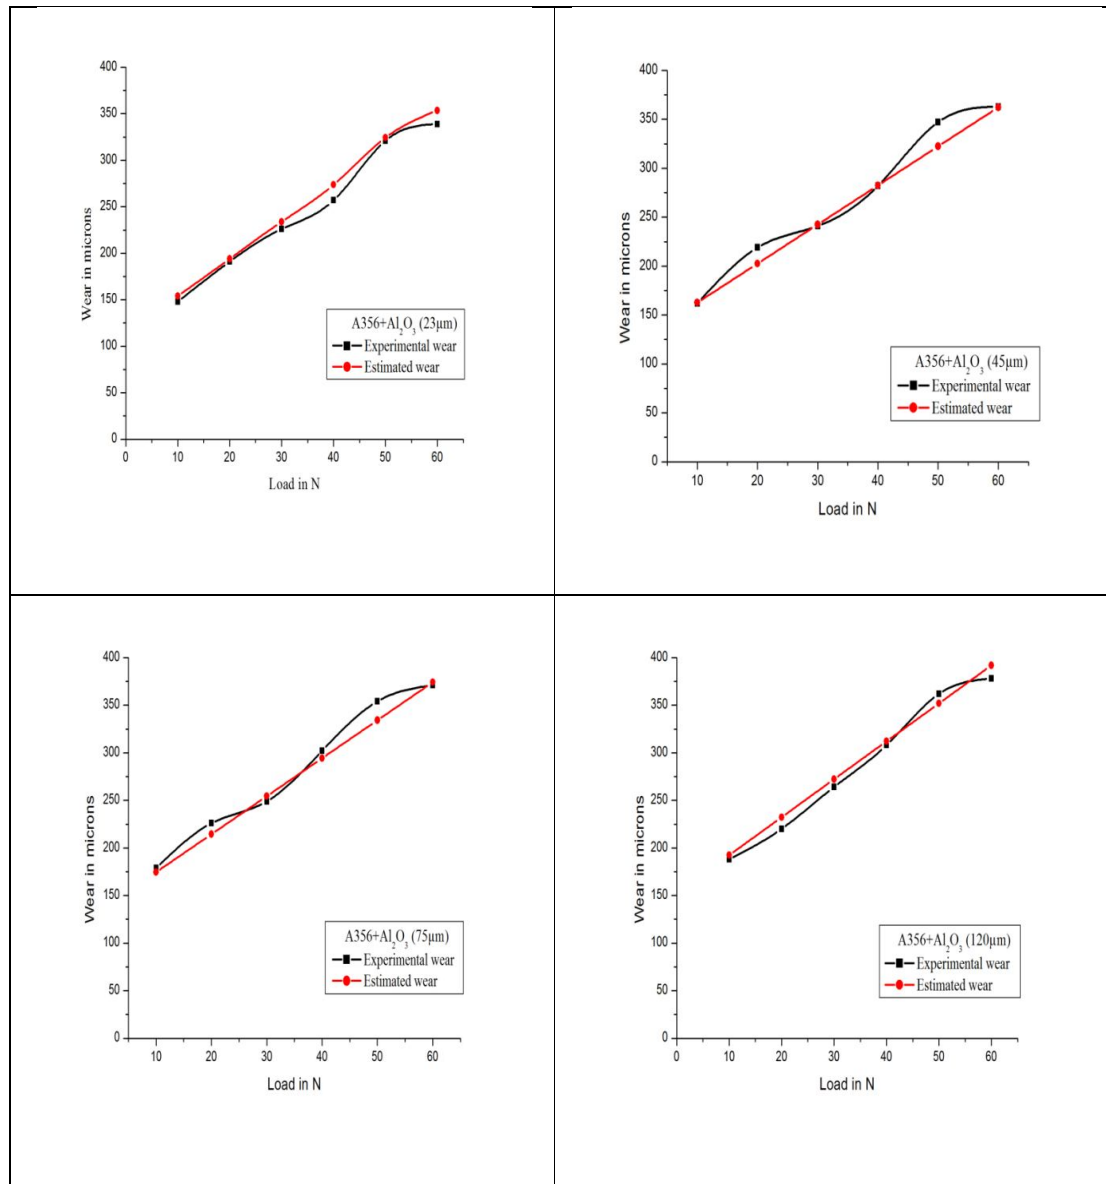 400
350
300
250
200
150
100
50
0
Wear in microns
0 10 20 30 40 50 60
Load in N
A356+Al₂O₃ (23µm)
Experimental wear
Estimated wear
400
350
300
250
200
150
100
50
0
Wear in microns
10 20 30 40 50 60
Load in N
A356+Al₂O₃ (45µm)
Experimental wear
Estimated wear
400
350
300
250
200
150
100
50
0
Wear in microns
10 20 30 40 50 60
Load in N
A356+Al₂O₃ (75µm)
Experimental wear
Estimated wear
400
350
300
250
200
150
100
50
0
Wear in microns
0 10 20 30 40 50 60
Load in N
A356+Al₂O₃ (120µm)
Experimental wear
Estimated wear